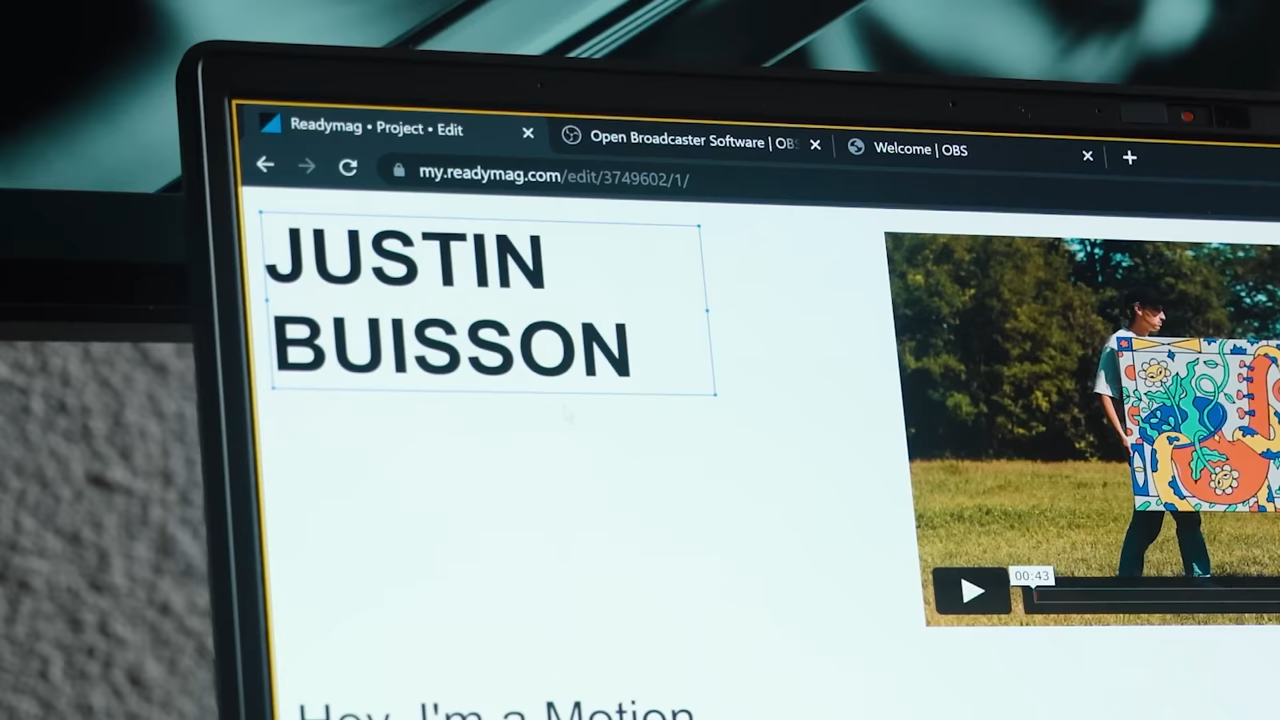 Readymag • Project • Edit
Open Broadcaster Software | OBS
Welcome | OBS
my.readymag.com/edit/3749602/1/
JUSTIN
BUISSON
00:43
Hey, I'm a Motion